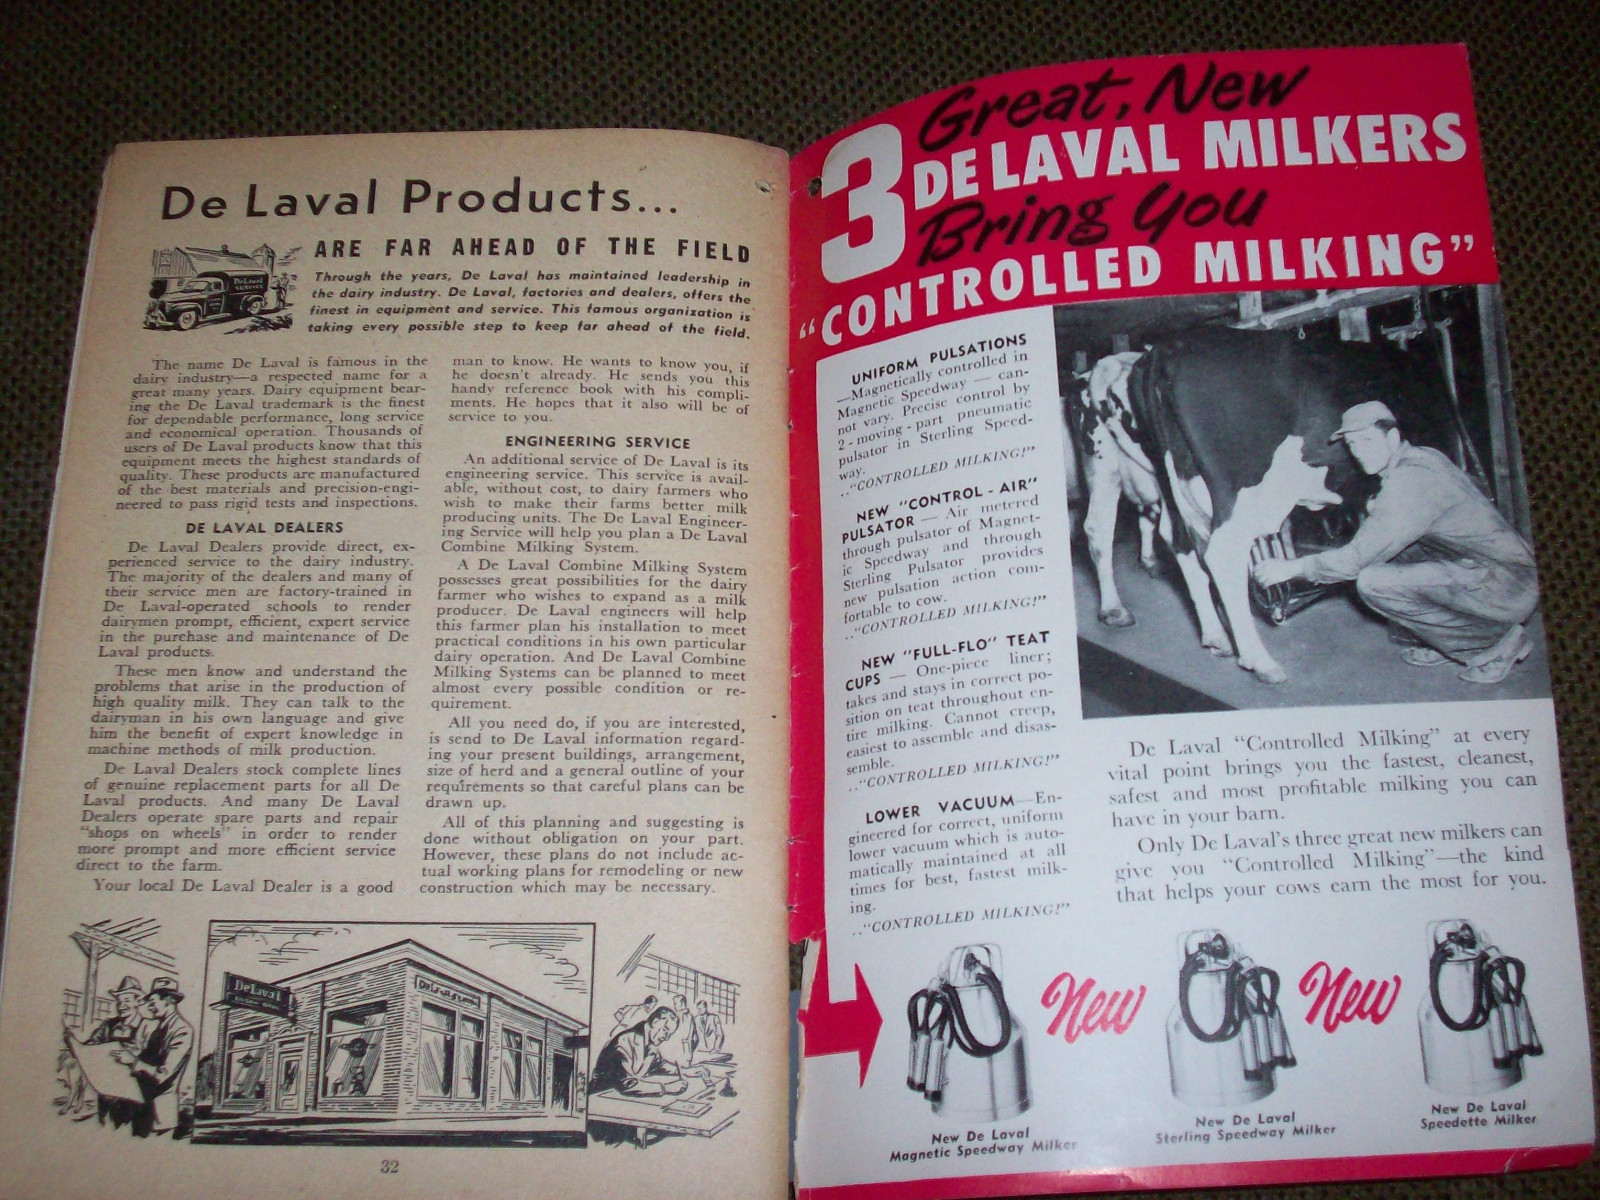 De Laval Products...
ARE FAR AHEAD OF THE FIELD
Through the years, De Laval has maintained leadership in
the dairy industry. De Laval, factories and dealers, offers the
finest in equipment and service. This famous organization is
taking every possible step to keep far ahead of the field.
DeLaval
SERVICE
The name De Laval is famous in the
dairy industry—a respected name for a
great many years. Dairy equipment bear-
ing the De Laval trademark is the finest
for dependable performance, long service
and economical operation. Thousands of
users of De Laval products know that this
equipment meets the highest standards of
quality. These products are manufactured
of the best materials and precision-engi-
neered to pass rigid tests and inspections.
DE LAVAL DEALERS
De Laval Dealers provide direct, ex-
perienced service to the dairy industry.
The majority of the dealers and many of
their service men are factory-trained in
De Laval-operated schools to render
dairymen prompt, efficient, expert service
in the purchase and maintenance of De
Laval products.
These men know and understand the
problems that arise in the production of
high quality milk. They can talk to the
dairyman in his own language and give
him the benefit of expert knowledge in
machine methods of milk production.
De Laval Dealers stock complete lines
of genuine replacement parts for all De
Laval products. And many De Laval
Dealers operate spare parts and repair
"shops on wheels" in order to render
more prompt and more efficient service
direct to the farm.
Your local De Laval Dealer is a good
man to know. He wants to know you, if
he doesn't already. He sends you this
handy reference book with his compli-
ments. He hopes that it also will be of
service to you.
ENGINEERING SERVICE
An additional service of De Laval is its
engineering service. This service is avail-
able, without cost, to dairy farmers who
wish to make their farms better milk
producing units. The De Laval Engineer-
ing Service will help you plan a De Laval
Combine Milking System.
A De Laval Combine Milking System
possesses great possibilities for the dairy
farmer who wishes to expand as a milk
producer. De Laval engineers will help
this farmer plan his installation to meet
practical conditions in his own particular
dairy operation. And De Laval Combine
Milking Systems can be planned to meet
almost every possible condition or re-
quirement.
All you need do, if you are interested,
is send to De Laval information regard-
ing your present buildings, arrangement,
size of herd and a general outline of your
requirements so that careful plans can be
drawn up.
All of this planning and suggesting is
done without obligation on your part.
However, these plans do not include ac-
tual working plans for remodeling or new
construction which may be necessary.
DeLaval
32
3 Great, New
DE LAVAL MILKERS
Bring You
"CONTROLLED MILKING"
UNIFORM PULSATIONS
—Magnetically controlled in
Magnetic Speedway — can-
not vary. Precise control by
2-moving-part pneumatic
pulsator in Sterling Speed-
way.
.."CONTROLLED MILKING!"
NEW "CONTROL-AIR"
PULSATOR — Air metered
through pulsator of Magnet-
ic Speedway and through
Sterling Pulsator provides
new pulsation action com-
fortable to cow.
.."CONTROLLED MILKING!"
NEW "FULL-FLO" TEAT
CUPS — One-piece liner;
takes and stays in correct po-
sition on teat throughout en-
tire milking. Cannot creep,
easiest to assemble and disas-
semble.
.."CONTROLLED MILKING!"
LOWER VACUUM—En-
gineered for correct, uniform
lower vacuum which is auto-
matically maintained at all
times for best, fastest milk-
ing.
.."CONTROLLED MILKING!"
De Laval "Controlled Milking" at every
vital point brings you the fastest, cleanest,
safest and most profitable milking you can
have in your barn.
Only De Laval's three great new milkers can
give you "Controlled Milking"—the kind
that helps your cows earn the most for you.
New
New
New De Laval
Magnetic Speedway Milker
New De Laval
Sterling Speedway Milker
New De Laval
Speedette Milker